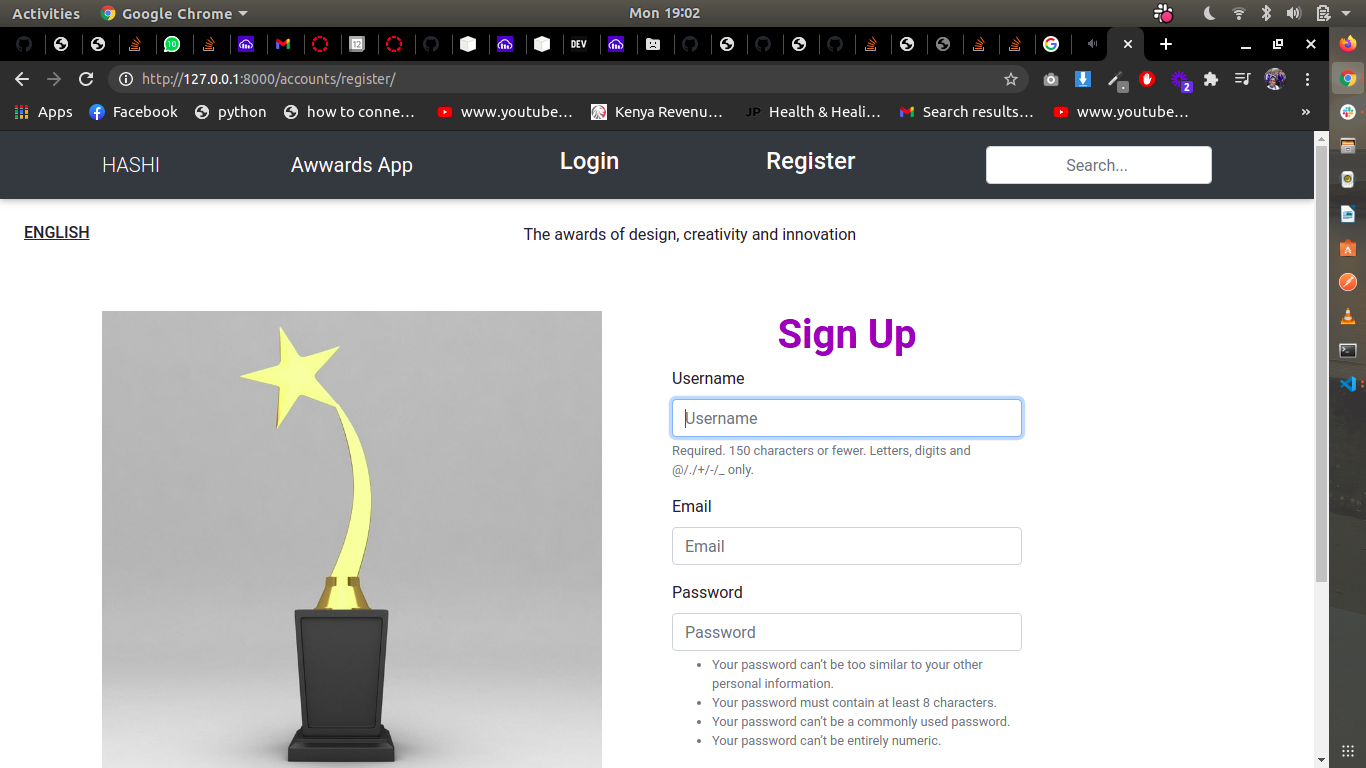 Activities
Google Chrome
Mon 19:02
DEV
http://127.0.0.1:8000/accounts/register/
2
Apps
Facebook
python
how to conne…
www.youtube…
Kenya Revenu…
JP
Health & Heali…
Search results…
www.youtube…
»
HASHI
Awwards App
Login
Register
Search...
ENGLISH
The awards of design, creativity and innovation
Sign Up
Username
Username
Required. 150 characters or fewer. Letters, digits and
@/./+/-/_ only.
Email
Email
Password
Password
• Your password can't be too similar to your other
personal information.
• Your password must contain at least 8 characters.
• Your password can't be a commonly used password.
• Your password can't be entirely numeric.